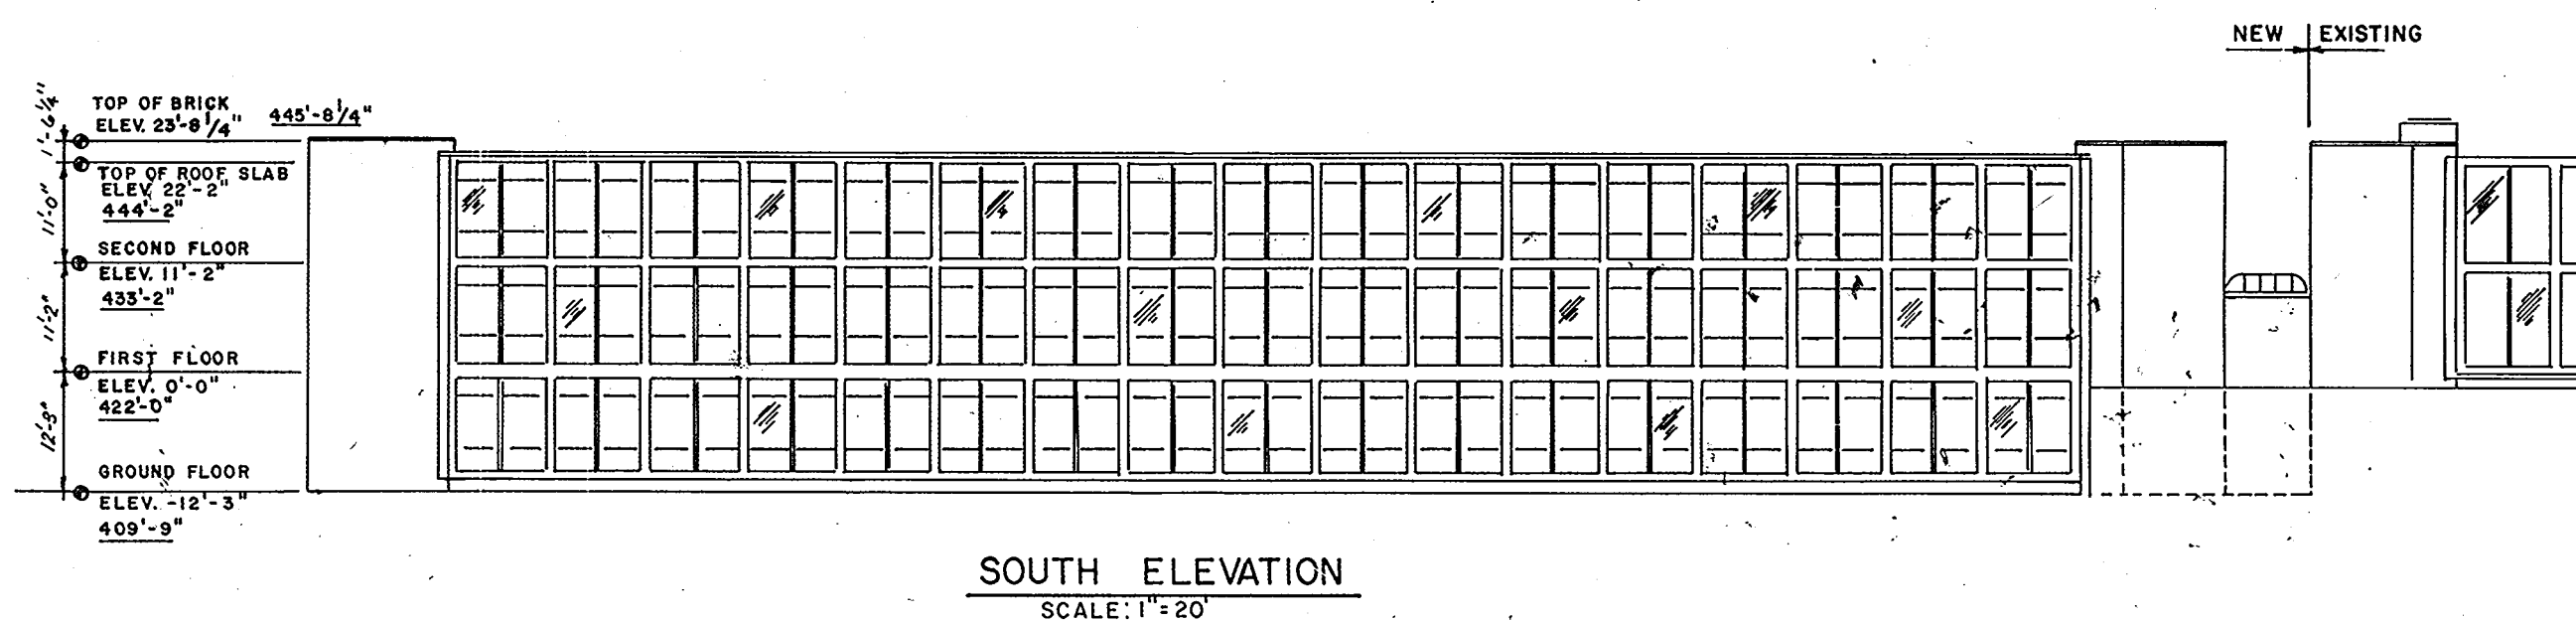 NEW EXISTING
1'-6 1/4"
TOP OF BRICK
ELEV. 23'-8 1/4" 445'-8 1/4"
TOP OF ROOF SLAB
ELEV. 22'-2"
444'-2"
11'-0"
SECOND FLOOR
ELEV. 11'-2"
433'-2"
11'-2"
FIRST FLOOR
ELEV. 0'-0"
422'-0"
12'-3"
GROUND FLOOR
ELEV. -12'-3"
409'-9"
SOUTH ELEVATION
SCALE: 1"=20'